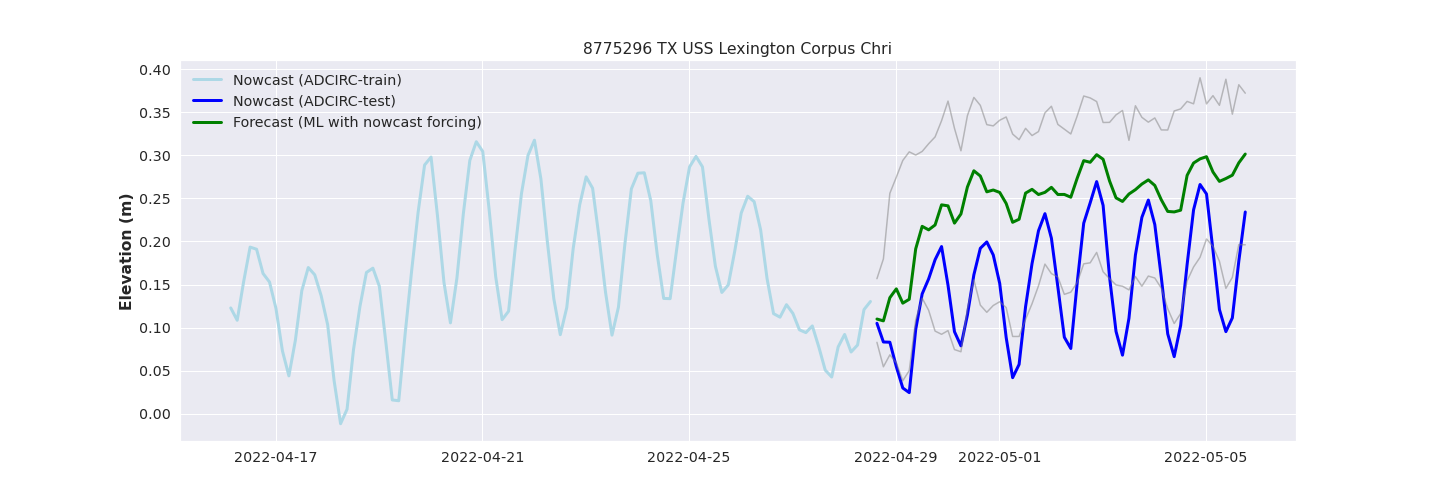 8775296 TX USS Lexington Corpus Chri
Nowcast (ADCIRC-train)
Nowcast (ADCIRC-test)
Forecast (ML with nowcast forcing)
Elevation (m)
0.40
0.35
0.30
0.25
0.20
0.15
0.10
0.05
0.00
2022-04-17 2022-04-21 2022-04-25 2022-04-29 2022-05-01 2022-05-05